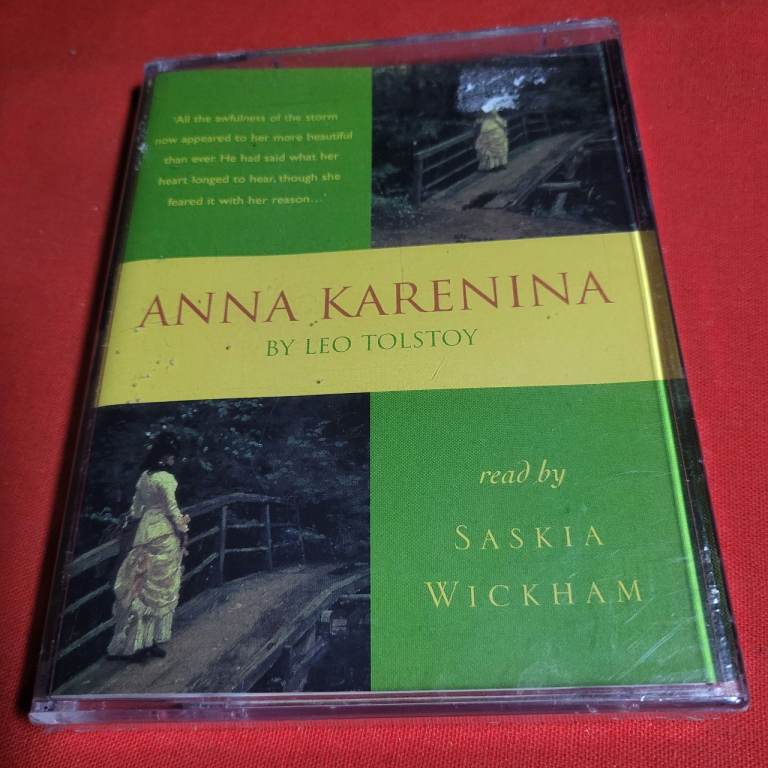 'All the awfulness of the storm
now appeared to her more beautiful
than ever. He had said what her
heart longed to hear, though she
feared it with her reason...'
ANNA KARENINA
BY LEO TOLSTOY
read by
SASKIA
WICKHAM